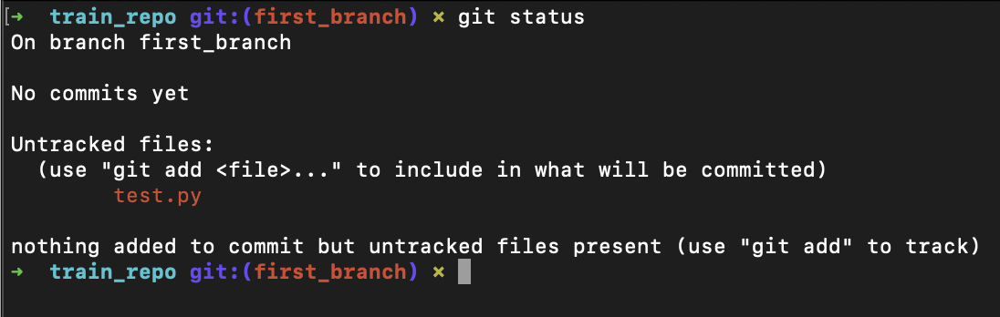 [➜  train_repo git:(first_branch) ✗ git status
On branch first_branch

No commits yet

Untracked files:
  (use "git add <file>..." to include in what will be committed)
        test.py

nothing added to commit but untracked files present (use "git add" to track)
➜  train_repo git:(first_branch) ✗